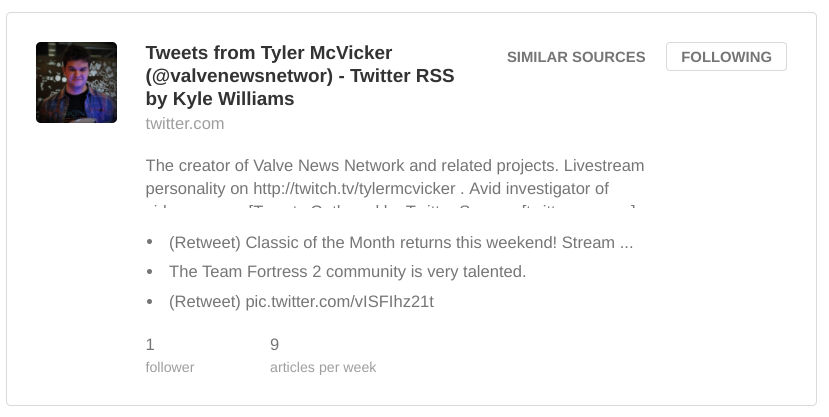 Tweets from Tyler McVicker
(@valvenewsnetwor) - Twitter RSS
by Kyle Williams
SIMILAR SOURCES
FOLLOWING
twitter.com
The creator of Valve News Network and related projects. Livestream
personality on http://twitch.tv/tylermcvicker . Avid investigator of
• (Retweet) Classic of the Month returns this weekend! Stream ...
• The Team Fortress 2 community is very talented.
• (Retweet) pic.twitter.com/vISFIhz21t
1
follower
9
articles per week